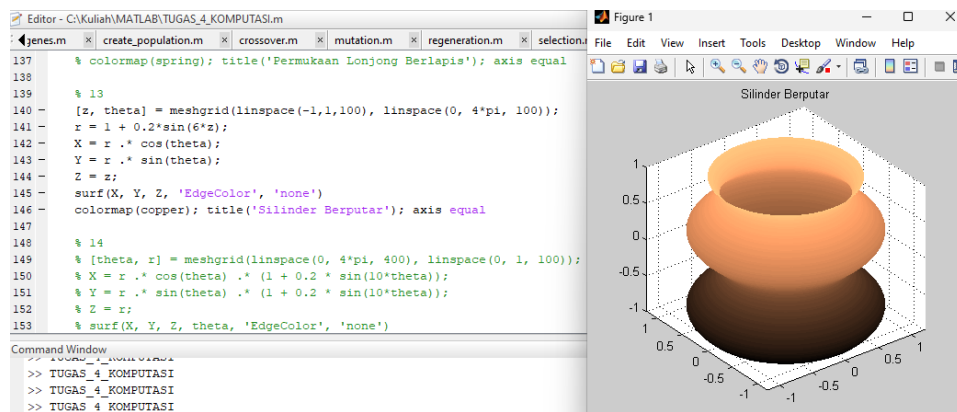 Editor - C:\Kuliah\MATLAB\TUGAS_4_KOMPUTASI.m
genes.m × create_population.m × crossover.m × mutation.m × regeneration.m × selection.
137 % colormap(spring); title('Permukaan Lonjong Berlapis'); axis equal
138
139 % 13
140 – [z, theta] = meshgrid(linspace(-1,1,100), linspace(0, 4*pi, 100));
141 – r = 1 + 0.2*sin(6*z);
142 – X = r .* cos(theta);
143 – Y = r .* sin(theta);
144 – Z = z;
145 – surf(X, Y, Z, 'EdgeColor', 'none')
146 – colormap(copper); title('Silinder Berputar'); axis equal
147
148 % 14
149 % [theta, r] = meshgrid(linspace(0, 4*pi, 400), linspace(0, 1, 100));
150 % X = r .* cos(theta) .* (1 + 0.2 * sin(10*theta));
151 % Y = r .* sin(theta) .* (1 + 0.2 * sin(10*theta));
152 % Z = r;
153 % surf(X, Y, Z, theta, 'EdgeColor', 'none')
Command Window
>> TUGAS_4_KOMPUTASI
>> TUGAS_4_KOMPUTASI
>> TUGAS_4_KOMPUTASI
>> TUGAS_4_KOMPUTASI
Figure 1
File Edit View Insert Tools Desktop Window Help
Silinder Berputar
1
0.5
0
-0.5
-1
1
0.5
0
-0.5
-1
-1
-0.5
0
0.5
1